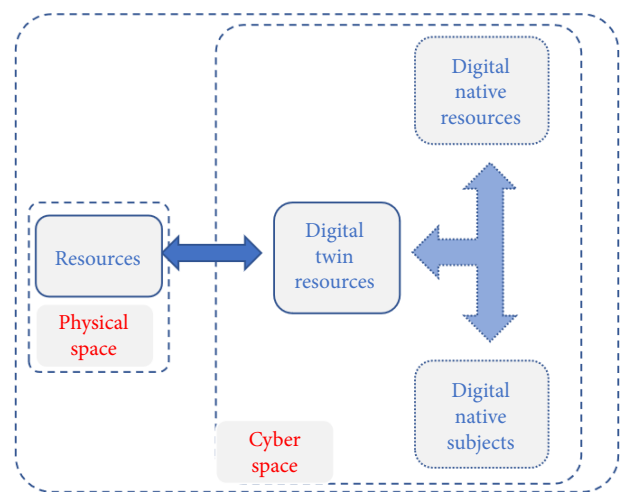 Digital
native
resources
Resources
Digital
twin
resources
Physical
space
Digital
native
subjects
Cyber
space